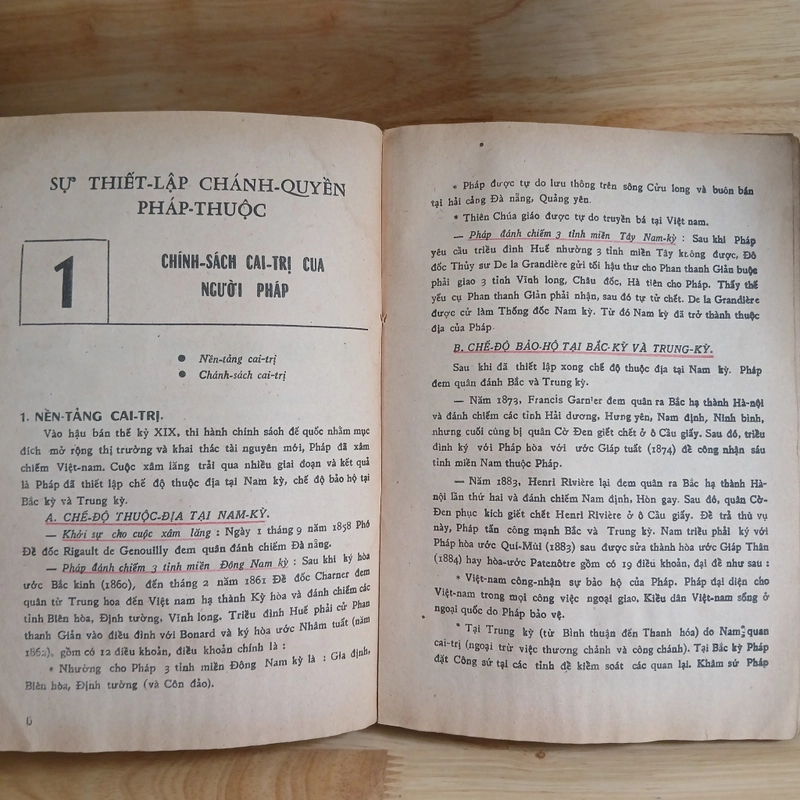 SỰ THIẾT-LẬP CHÁNH-QUYỀN
PHÁP-THUỘC
1
CHÍNH-SÁCH CAI-TRỊ CUA
NGƯỜI PHÁP
● Nền-tảng cai-trị
● Chánh-sách cai-trị
1. NỀN-TẢNG CAI-TRỊ.
Vào hậu bán thế kỷ XIX, thi hành chính sách đế quốc nhằm mục
đích mở rộng thị trường và khai thác tài nguyên mới, Pháp đã xâm
chiếm Việt-nam. Cuộc xâm lăng trải qua nhiều giai đoạn và kết quả
là Pháp đã thiết lập chế độ thuộc địa tại Nam kỳ, chế độ bảo hộ tại
Bắc kỳ và Trung kỳ.
A. CHẾ-ĐỘ THUỘC-ĐỊA TẠI NAM-KỲ.
— Khởi sự cho cuộc xâm lăng : Ngày 1 tháng 9 năm 1858 Phó
Đề đốc Rigault de Genouilly đem quân đánh chiếm Đà nẵng.
— Pháp đánh chiếm 3 tỉnh miền Đông Nam kỳ : Sau khi ký hòa
ước Bắc kinh (1860), đến tháng 2 năm 1861 Đề đốc Charner đem
quân từ Trung hoa đến Việt nam hạ thành Kỳ hòa và đánh chiếm các
tỉnh Biên hòa, Định tường, Vĩnh long, Triều đình Huế phải cử Phan
thanh Giản vào điều đình với Bonard và ký hòa ước Nhâm tuất (năm
1862), gồm có 12 điều khoản, điều khoản chính là :
* Nhường cho Pháp 3 tỉnh miền Đông Nam kỳ là : Gia định,
Biên hòa, Định tường (và Côn đảo).
6
* Pháp được tự do lưu thông trên sông Cửu long và buôn bán
tại hải cảng Đà nẵng, Quảng yên.
* Thiên Chúa giáo được tự do truyền bá tại Việt nam.
— Pháp đánh chiếm 3 tỉnh miền Tây Nam-kỳ : Sau khi Pháp
yêu cầu triều đình Huế nhường 3 tỉnh miền Tây không được, Đô
đốc Thủy sư De la Grandière gửi tối hậu thư cho Phan thanh Giản buộc
phải giao 3 tỉnh Vĩnh long, Châu đốc, Hà tiên cho Pháp. Thấy thế
yếu cụ Phan thanh Giản phải nhận, sau đó tự tử chết. De la Grandière
được cử làm Thống đốc Nam kỳ. Từ đó Nam kỳ đã trở thành thuộc
địa của Pháp.
B. CHẾ-ĐỘ BẢO-HỘ TẠI BẮC-KỲ VÀ TRUNG-KỲ.
Sau khi đã thiết lập xong chế độ thuộc địa tại Nam kỳ. Pháp
đem quân đánh Bắc và Trung kỳ.
— Năm 1873, Francis Garnier đem quân ra Bắc hạ thành Hà-nội
và đánh chiếm các tỉnh Hải dương, Hưng yên, Nam định, Ninh bình,
nhưng cuối cùng bị quân Cờ Đen giết chết ở ô Cầu giấy. Sau đó, triều
đình ký với Pháp hòa với ước Giáp tuất (1874) để công nhận sáu
tỉnh miền Nam thuộc Pháp.
— Năm 1883, Henri Rivière lại đem quân ra Bắc hạ thành Hà-
nội lần thứ hai và đánh chiếm Nam định, Hòn gay. Sau đó, quân Cờ-
Đen phục kích giết chết Henri Rivière ở ô Cầu giấy. Để trả thù vụ
này, Pháp tấn công mạnh Bắc và Trung kỳ. Nam triều phải ký với
Pháp hòa ước Quí-Mùi (1883) sau được sửa thành hòa ước Giáp Thân
(1884) hay hòa-ước Patenôtre gồm có 19 điều khoản, đại để như sau :
* Việt-nam công-nhận sự bảo hộ của Pháp. Pháp đại diện cho
Việt-nam trong mọi công việc ngoại giao. Kiều dân Việt-nam sống ở
ngoại quốc do Pháp bảo vệ.
* Tại Trung kỳ (từ Bình thuận đến Thanh hóa) do Nam quan
cai-trị (ngoại trừ việc thương chánh và công chánh). Tại Bắc kỳ Pháp
đặt Công sứ tại các tỉnh để kiểm soát các quan lại. Khâm sứ Pháp